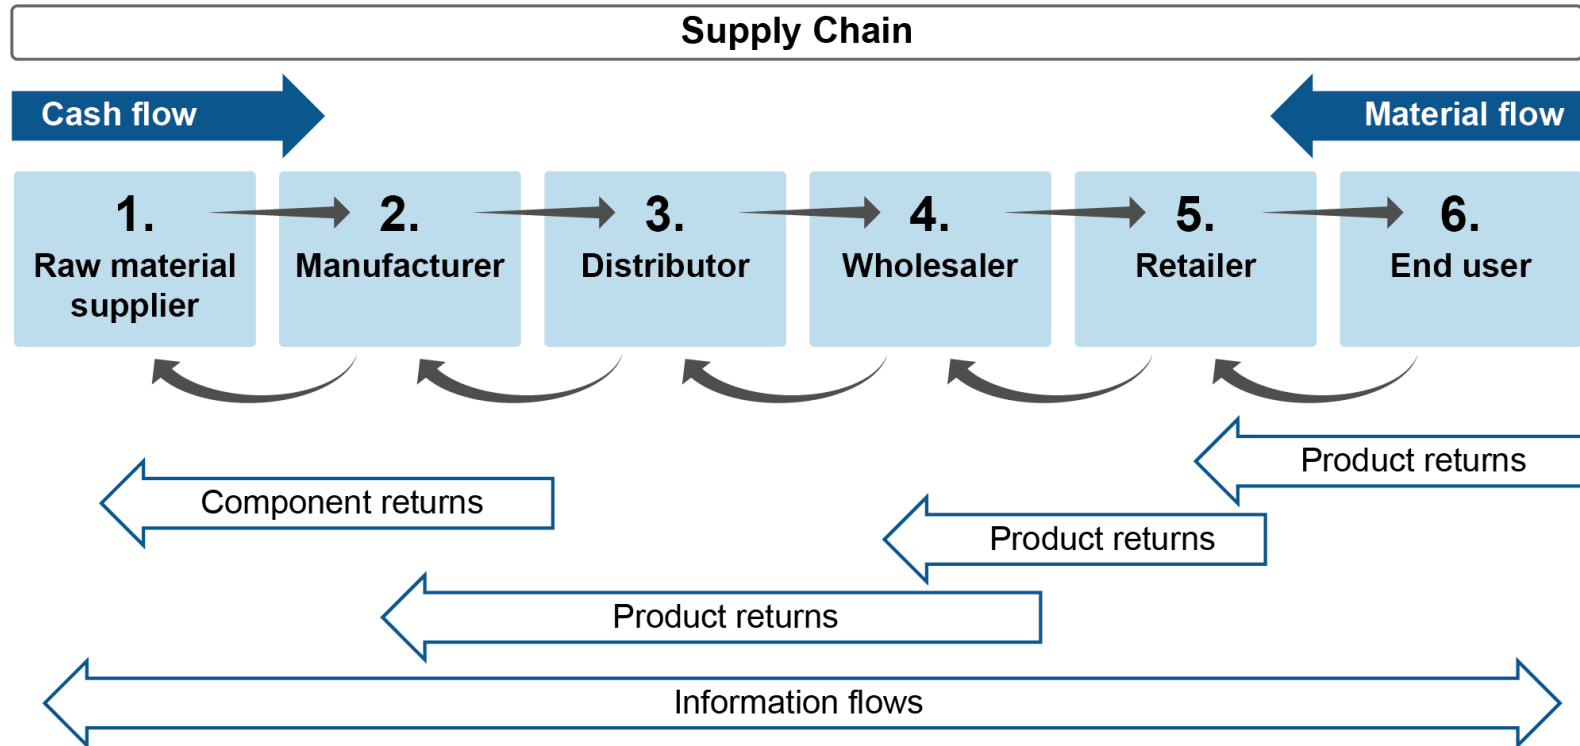 Supply Chain
Cash flow
Material flow
1.
Raw material
supplier
2.
Manufacturer
3.
Distributor
4.
Wholesaler
5.
Retailer
6.
End user
Product returns
Component returns
Product returns
Product returns
Information flows